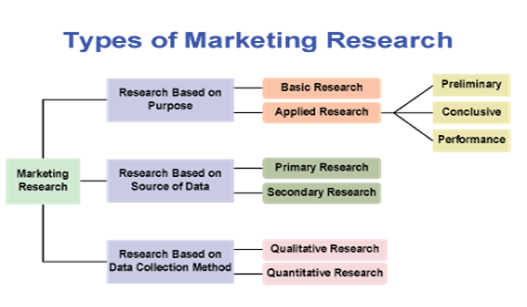 Types of Marketing Research
Marketing
Research
Research Based on
Purpose
Basic Research
Applied Research
Preliminary
Conclusive
Performance
Research Based on
Source of Data
Primary Research
Secondary Research
Research Based on
Data Collection Method
Qualitative Research
Quantitative Research